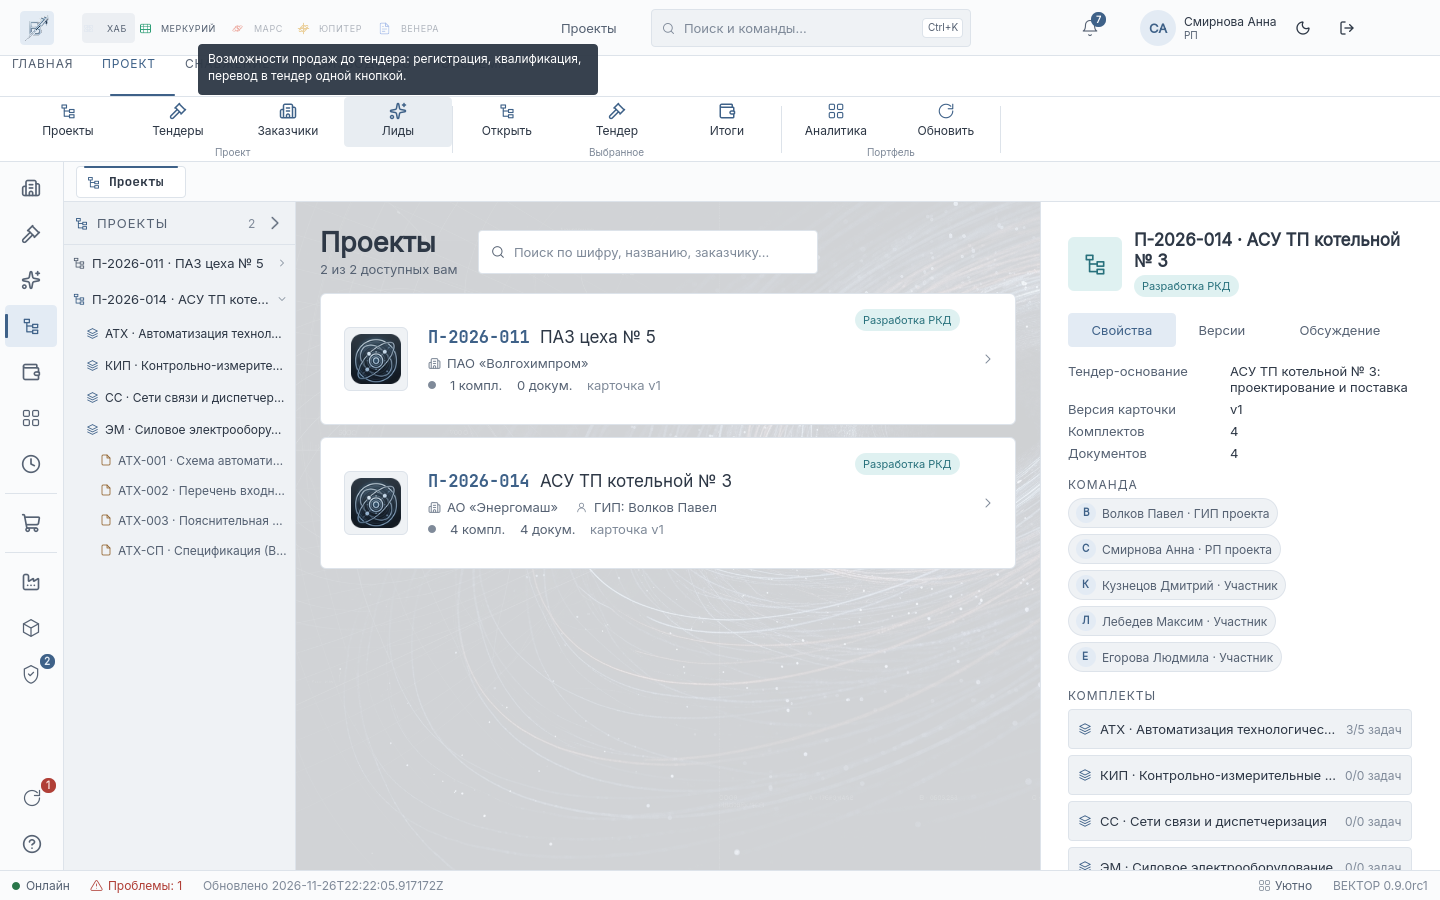 ХАБ
МЕРКУРИЙ
МАРС
ЮПИТЕР
ВЕНЕРА
Проекты
Поиск и команды...
Ctrl+K
7
СА
Смирнова Анна
РП
ГЛАВНАЯ
ПРОЕКТ
Возможности продаж до тендера: регистрация, квалификация,
перевод в тендер одной кнопкой.
Проекты
Тендеры
Заказчики
Лиды
Открыть
Тендер
Итоги
Аналитика
Обновить
Проект
Выбранное
Портфель
Проекты
ПРОЕКТЫ
2
П-2026-011 · ПАЗ цеха № 5
П-2026-014 · АСУ ТП коте...
АТХ · Автоматизация технол...
КИП · Контрольно-измерите...
СС · Сети связи и диспетчер...
ЭМ · Силовое электрообору...
АТХ-001 · Схема автомати...
АТХ-002 · Перечень входн...
АТХ-003 · Пояснительная ...
АТХ-СП · Спецификация (В...
2
1
Проекты
2 из 2 доступных вам
Поиск по шифру, названию, заказчику...
Разработка РКД
П-2026-011 ПАЗ цеха № 5
ПАО «Волгохимпром»
1 компл. 0 докум. карточка v1
Разработка РКД
П-2026-014 АСУ ТП котельной № 3
АО «Энергомаш» ГИП: Волков Павел
4 компл. 4 докум. карточка v1
П-2026-014 · АСУ ТП котельной
№ 3
Разработка РКД
Свойства
Версии
Обсуждение
Тендер-основание
АСУ ТП котельной № 3:
проектирование и поставка
Версия карточки
v1
Комплектов
4
Документов
4
КОМАНДА
В Волков Павел · ГИП проекта
С Смирнова Анна · РП проекта
К Кузнецов Дмитрий · Участник
Л Лебедев Максим · Участник
Е Егорова Людмила · Участник
КОМПЛЕКТЫ
АТХ · Автоматизация технологичес... 3/5 задач
КИП · Контрольно-измерительные ... 0/0 задач
СС · Сети связи и диспетчеризация 0/0 задач
ЭМ · Силовое электрооборудование 0/0 задач
Онлайн
Проблемы: 1
Обновлено 2026-11-26T22:22:05.917172Z
Уютно
ВЕКТОР 0.9.0rc1